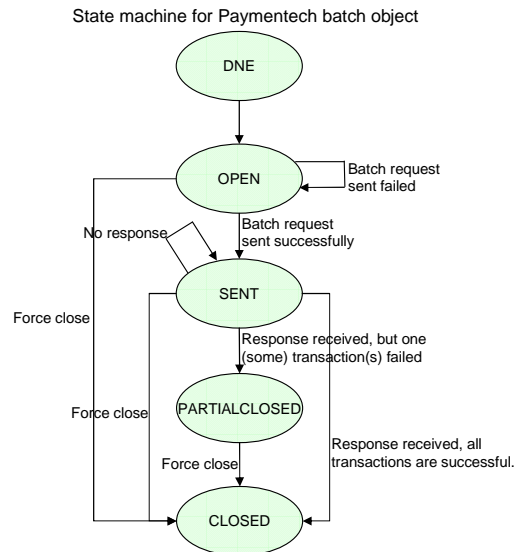 State machine for Paymentech batch object
DNE
OPEN
Batch request
sent failed
Batch request
sent successfully
No response
SENT
Force close
Response received, but one
(some) transaction(s) failed
PARTIALCLOSED
Force close
Response received, all
transactions are successful.
Force close
CLOSED